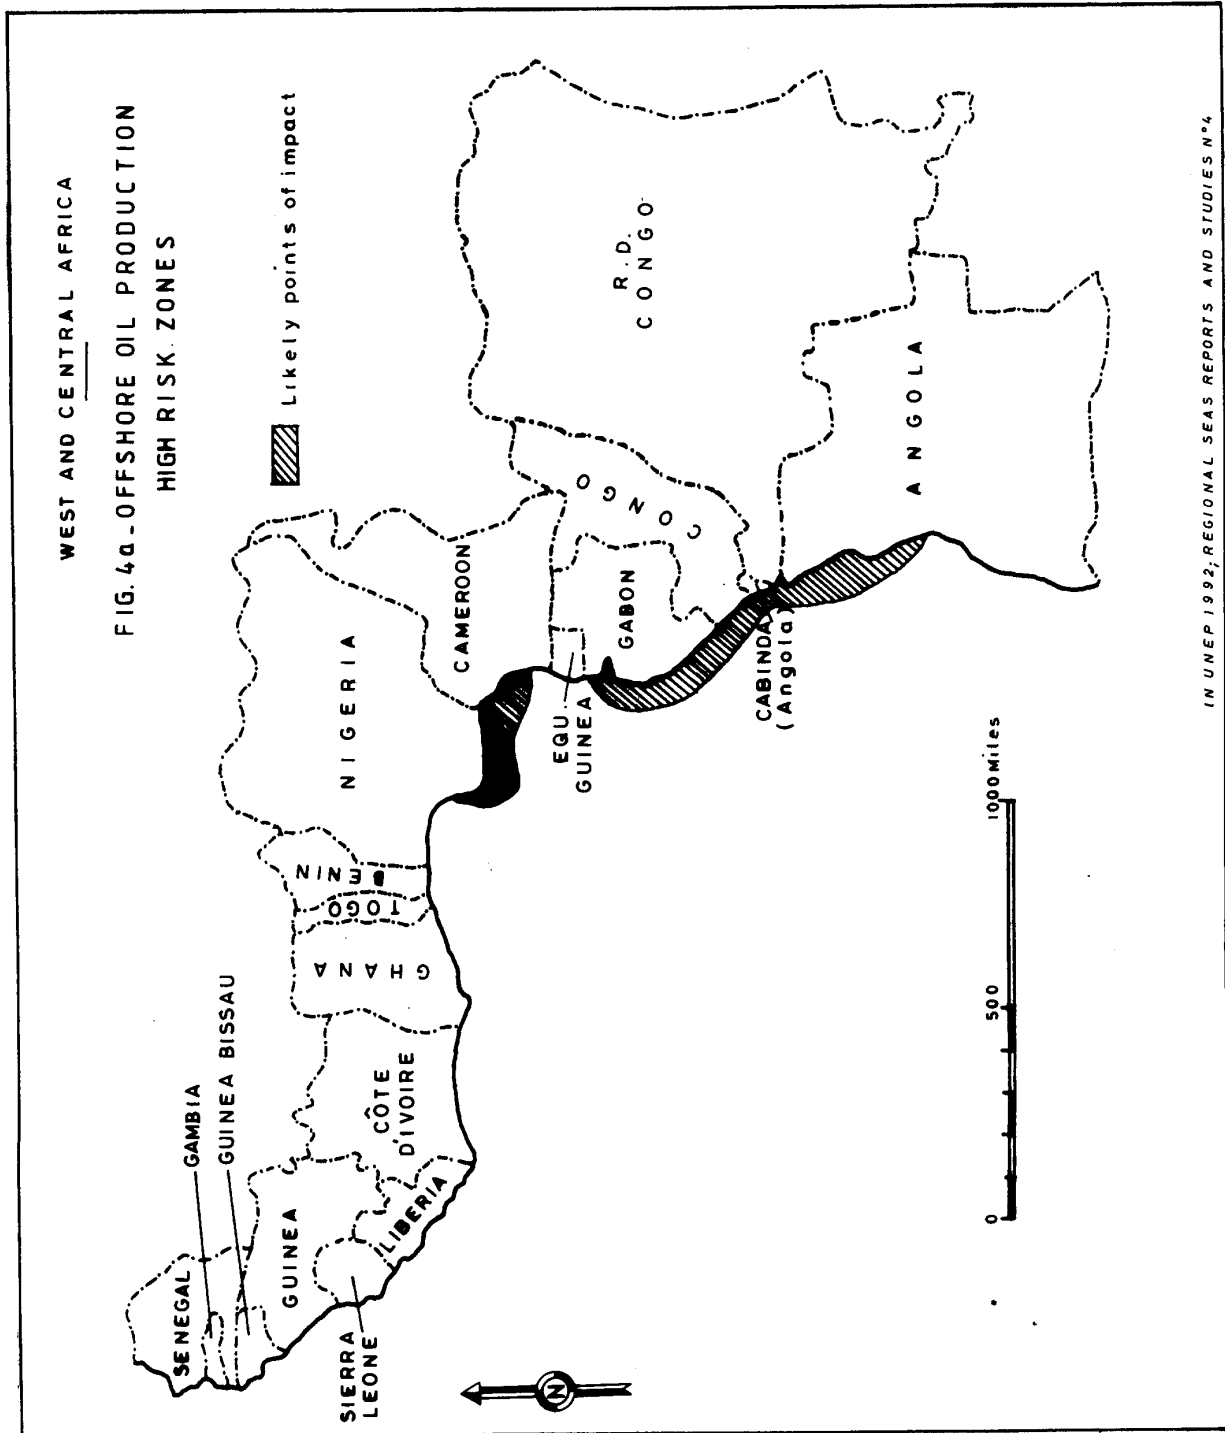 WEST AND CENTRAL AFRICA
FIG. 4a - OFFSHORE OIL PRODUCTION
HIGH RISK. ZONES
Likely points of impact
SENEGAL
GAMBIA
GUINEA BISSAU
GUINEA
SIERRA
LEONE
LIBERIA
CÔTE
D'IVOIRE
GHANA
TOGO
BENIN
NIGERIA
CAMEROON
EQU
GUINEA
GABON
CONGO
R.D.
CONGO
CABINDA
(Angola)
ANGOLA
N
0
500
1000 Miles
IN UNEP 1992; REGIONAL SEAS REPORTS AND STUDIES N°4